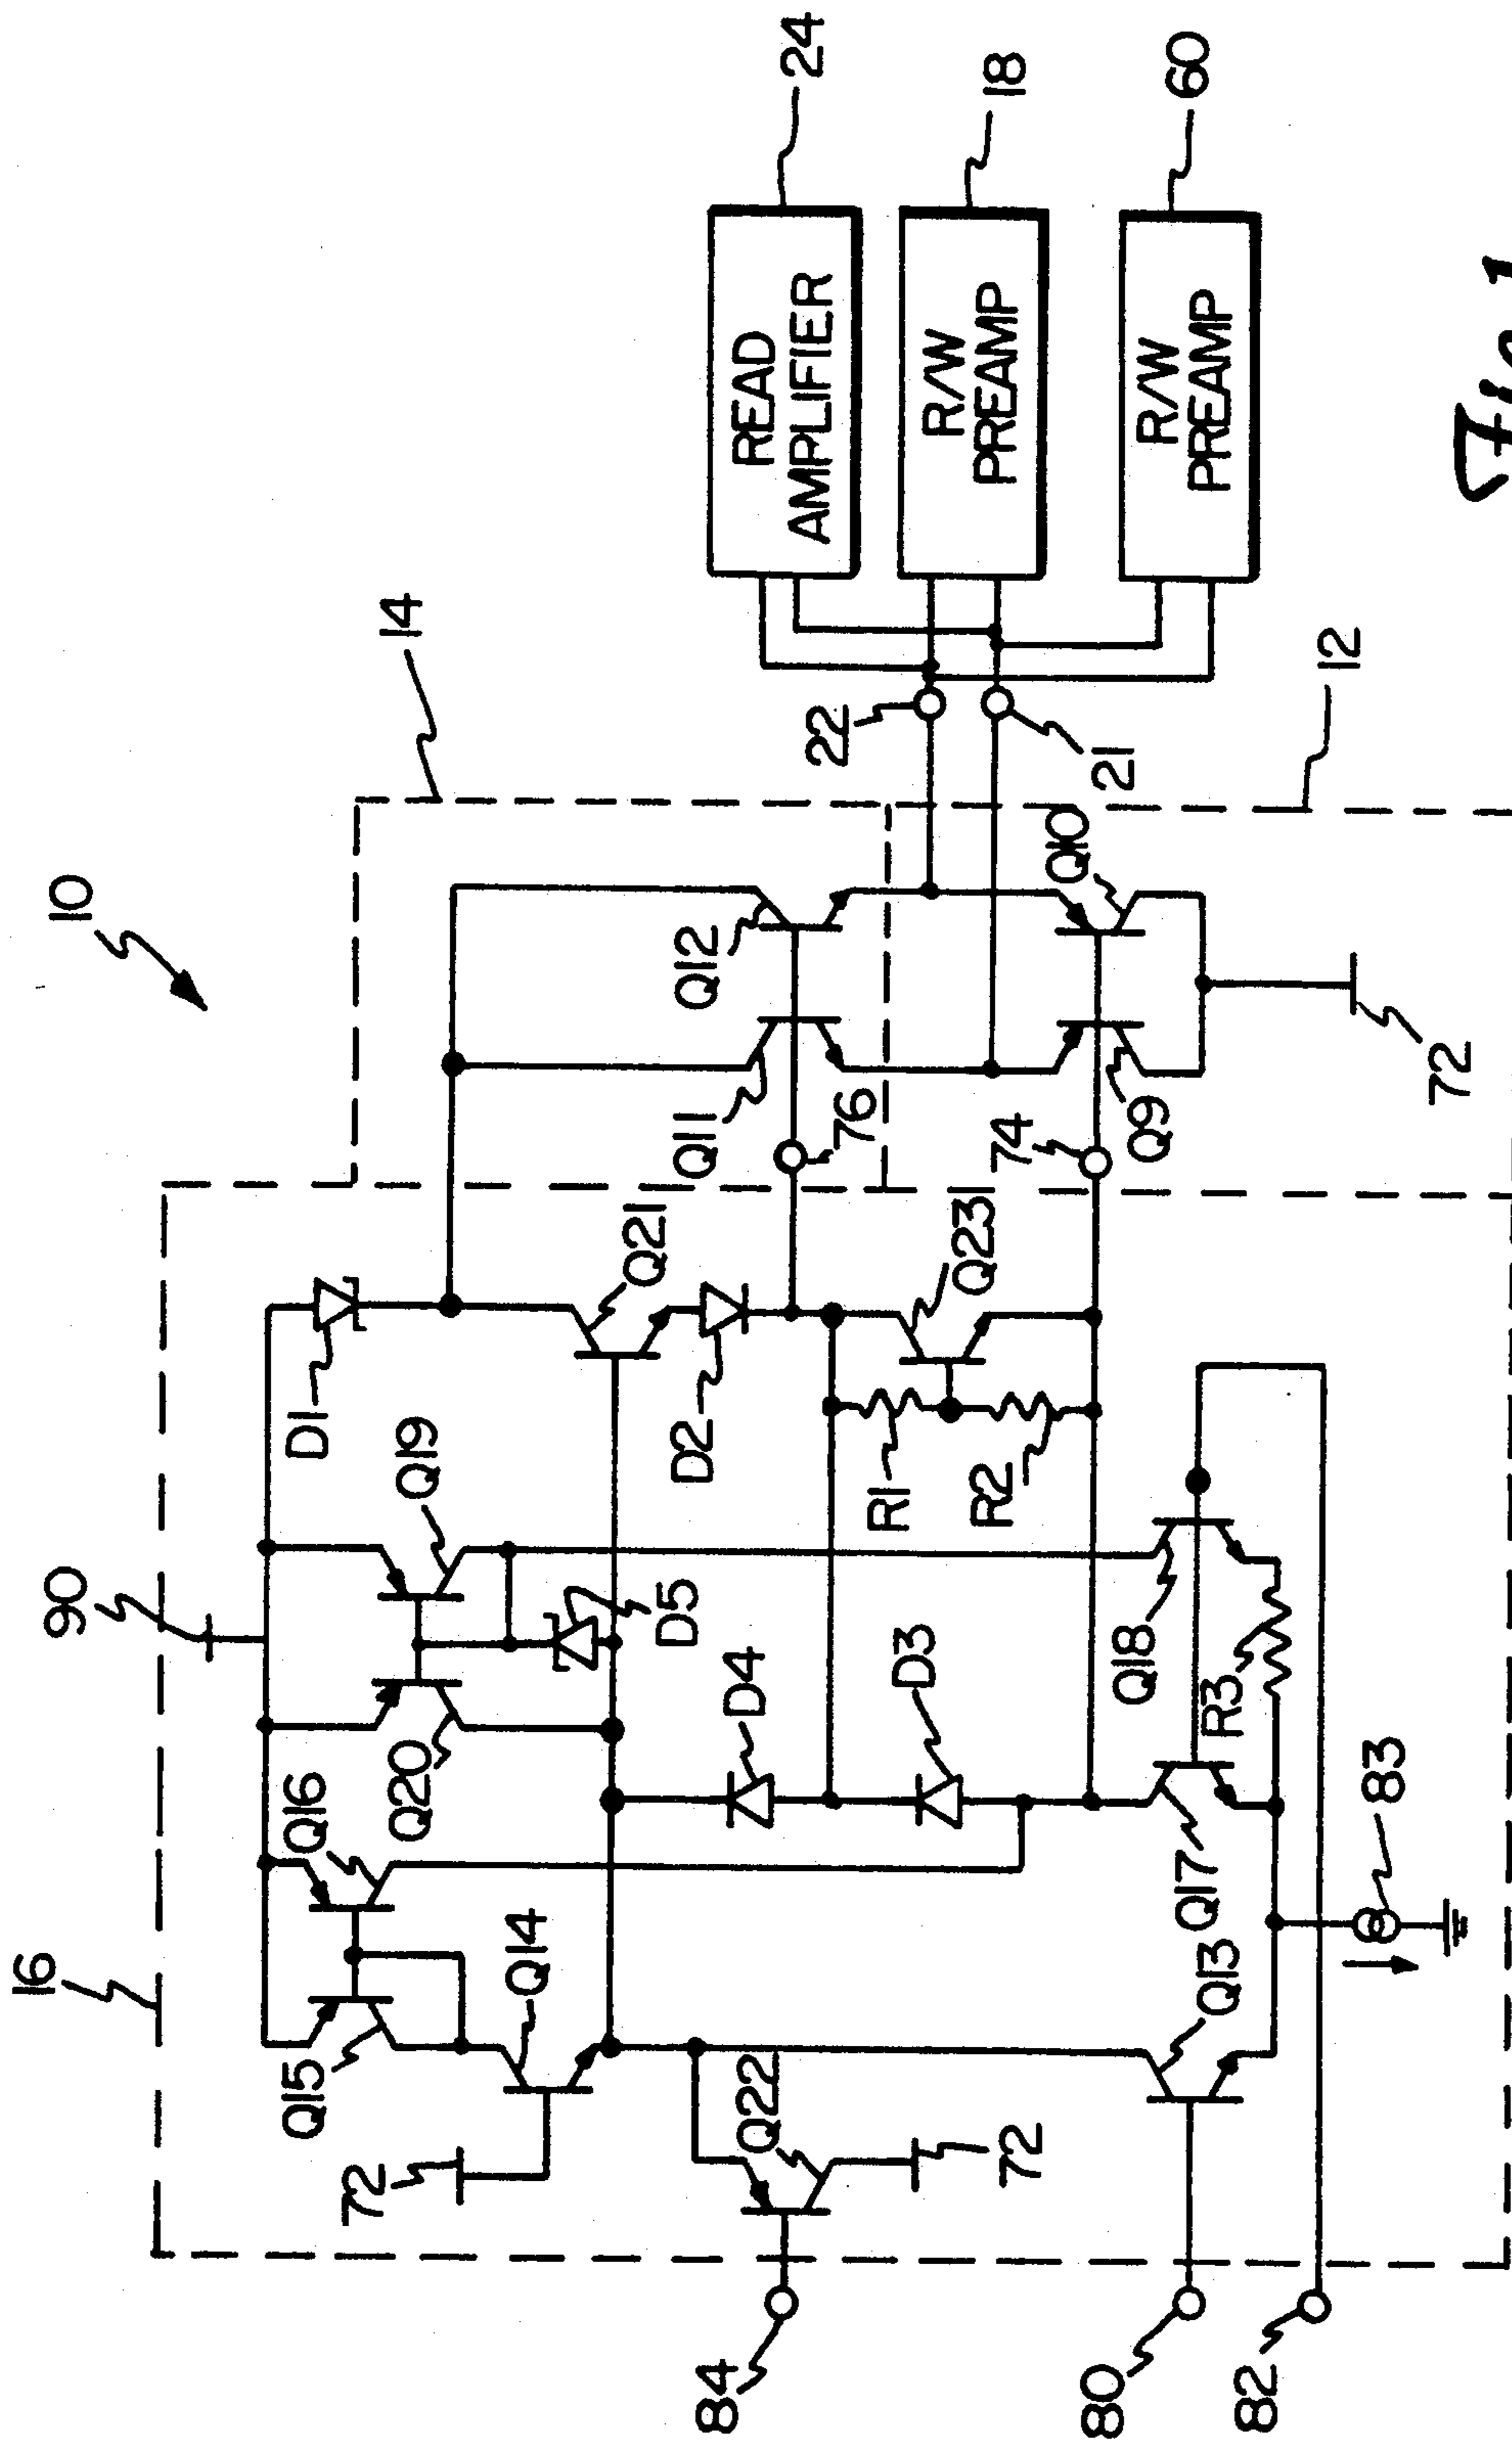 16
90
10
Q15
Q16
D1
72
Q20
Q19
14
Q14
Q21
D5
D2
Q11
Q12
84
Q22
D4
READ
AMPLIFIER
24
22
76
R1
D3
Q23
R/W
PREAMP
18
72
R2
74
Q10
21
80
Q18
Q9
R/W
PREAMP
60
Q13
Q17
R3
82
12
83
72
Fig. 1